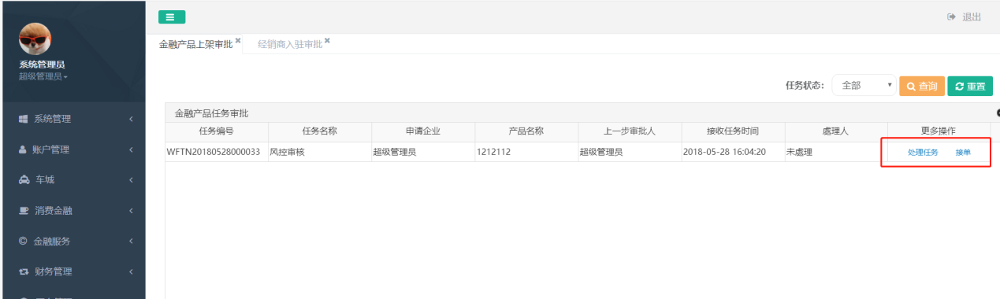 退出
系统管理员
超级管理员
系统管理
账户管理
车城
消费金融
金融服务
财务管理
金融产品上架审批 经销商入驻审批
任务状态： 全部 查询 重置
金融产品任务审批
任务编号 任务名称 申请企业 产品名称 上一步审批人 接收任务时间 處理人 更多操作
WFTN20180528000033 风控审核 超级管理员 1212112 超级管理员 2018-05-28 16:04:20 未處理 处理任务 接单